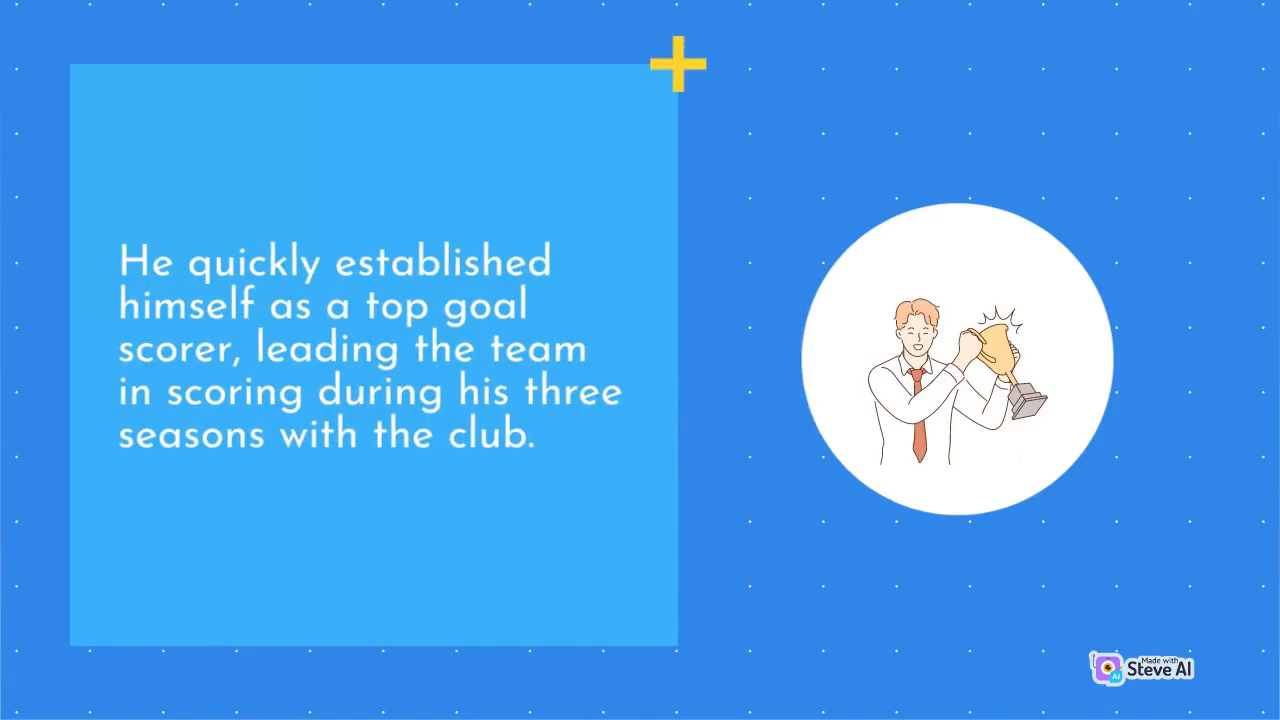 He quickly established
himself as a top goal
scorer, leading the team
in scoring during his three
seasons with the club.
Made with
Steve AI
AI